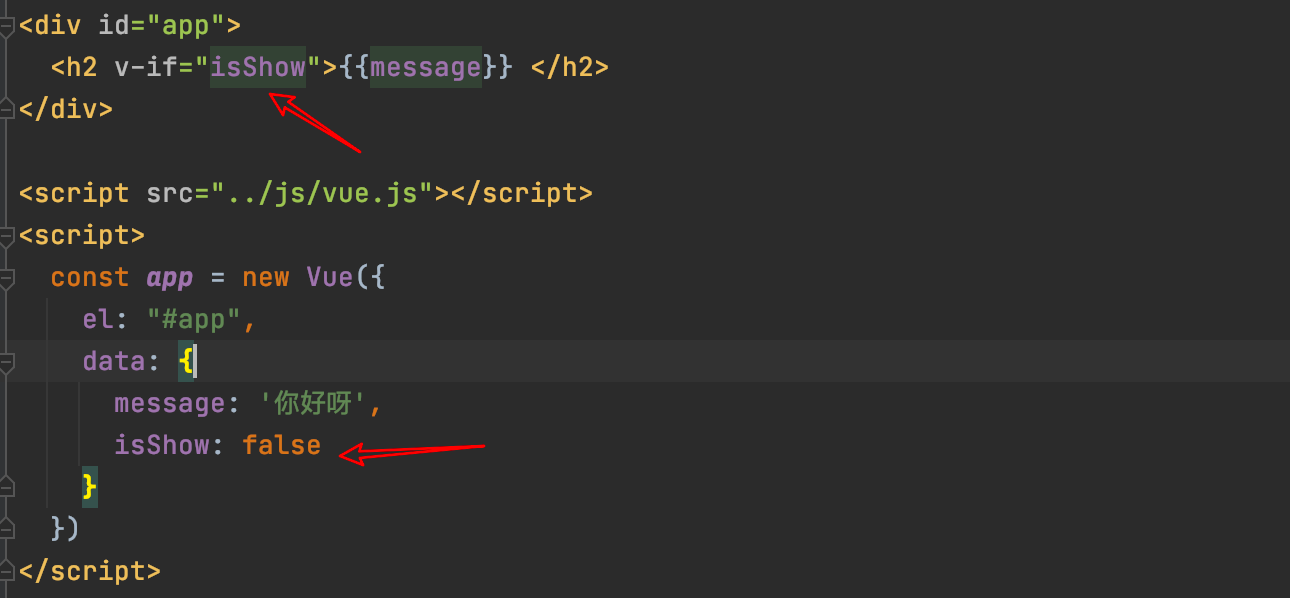 <div id="app">
<h2 v-if="isShow">{{message}} </h2>
</div>
<script src="../js/vue.js"></script>
<script>
const app = new Vue({
el: "#app",
data: {
message: '你好呀',
isShow: false
}
})
</script>